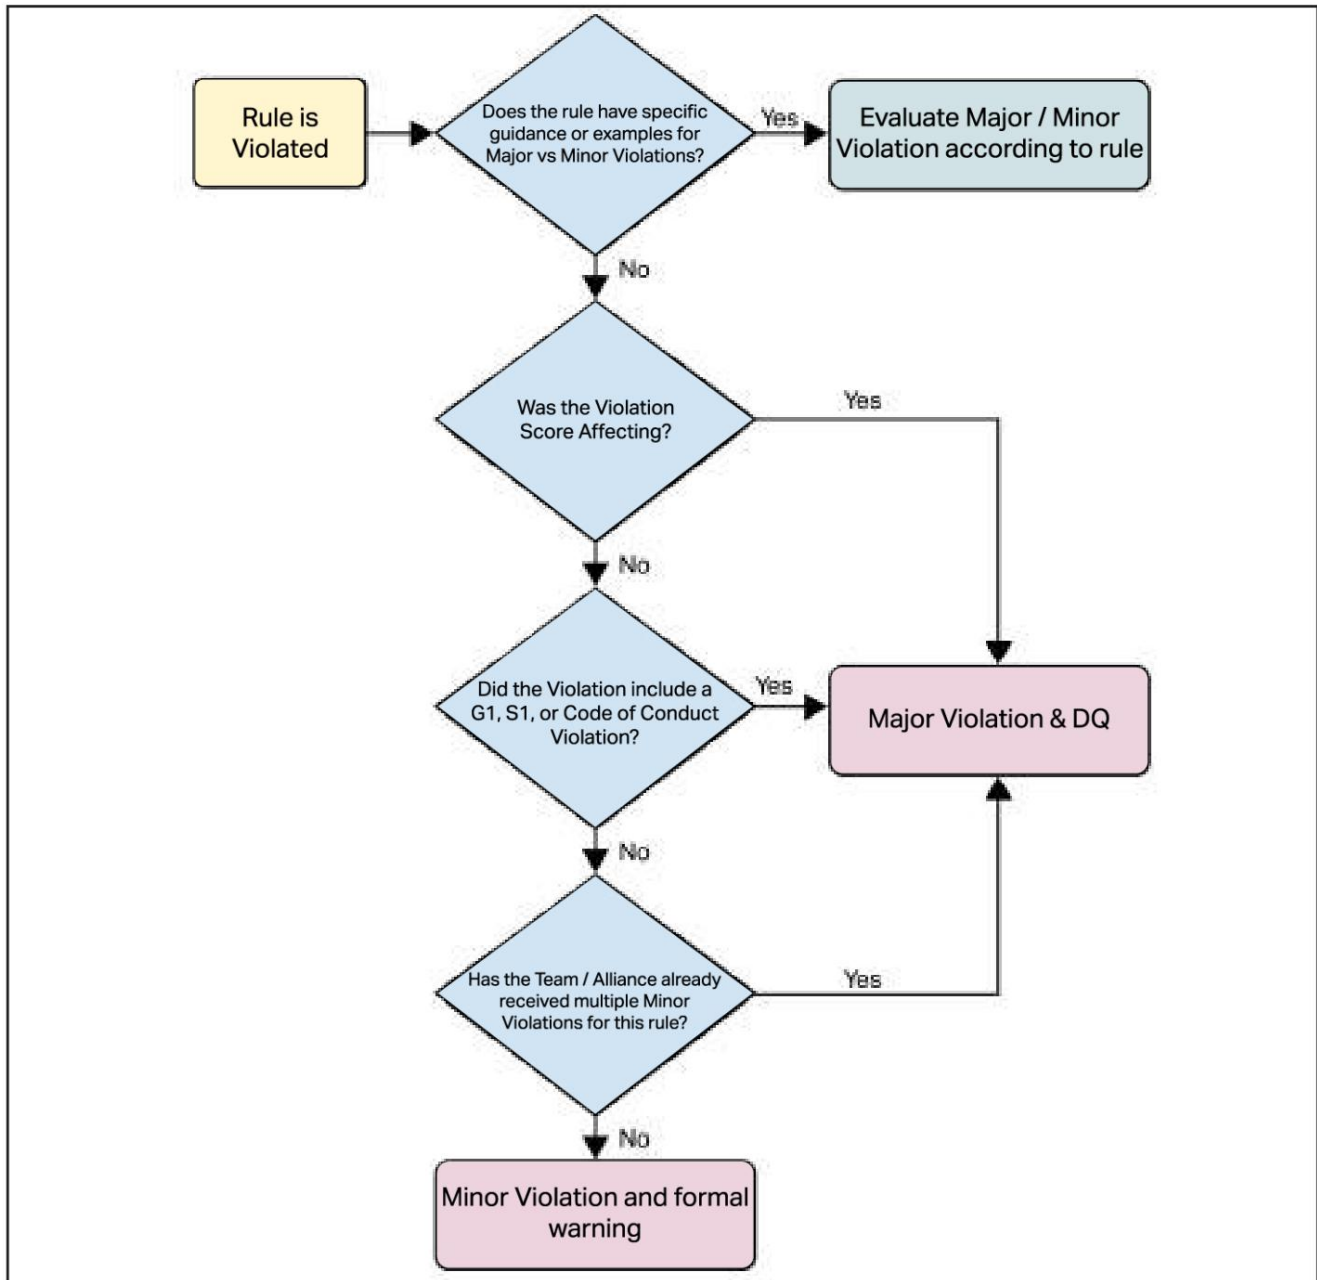 Rule is
Violated
Does the rule have specific
guidance or examples for
Major vs Minor Violations?
Yes
Evaluate Major / Minor
Violation according to rule
No
Was the Violation
Score Affecting?
Yes
No
Did the Violation include a
G1, S1, or Code of Conduct
Violation?
Yes
Major Violation & DQ
No
Has the Team / Alliance already
received multiple Minor
Violations for this rule?
Yes
No
Minor Violation and formal
warning